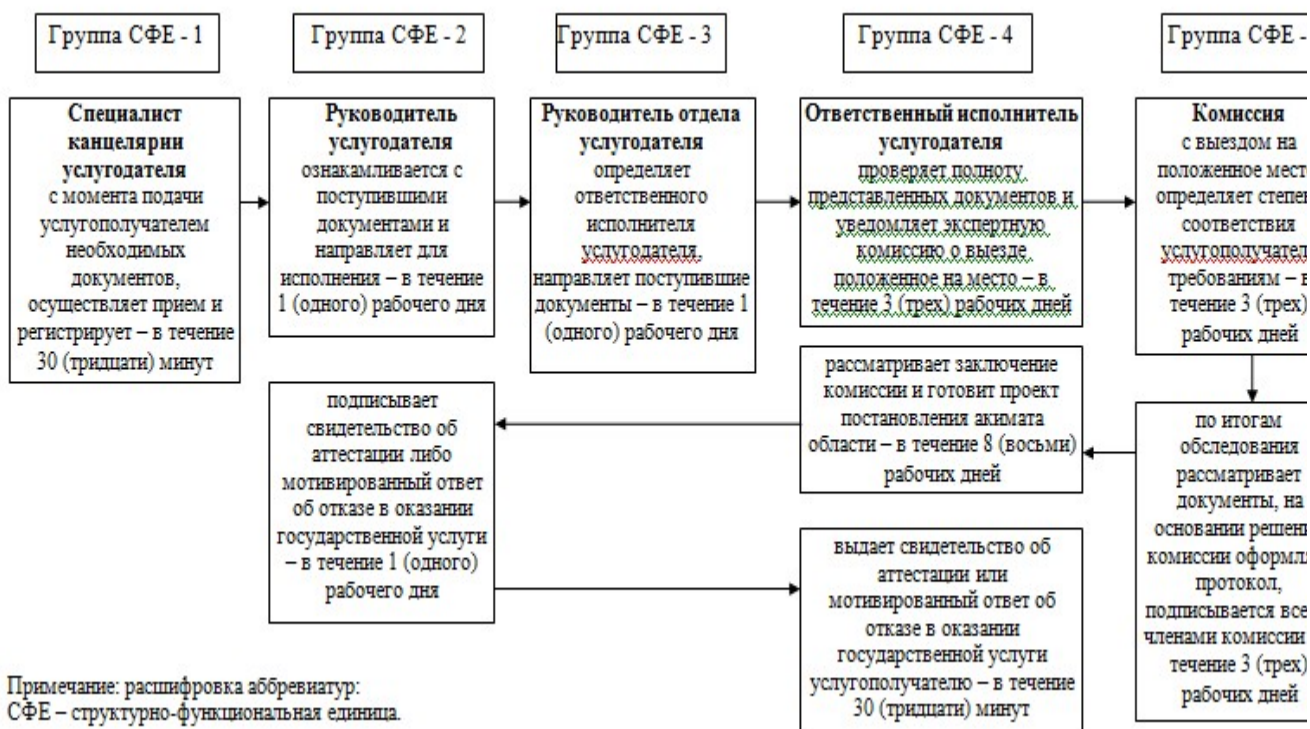 Группа СФЕ - 1
Группа СФЕ - 2
Группа СФЕ - 3
Группа СФЕ - 4
Группа СФЕ -
Специалист
канцелярии
услугодателя
с момента подачи
услугополучателем
необходимых
документов,
осуществляет прием и
регистрирует – в течение
30 (тридцати) минут
Руководитель
услугодателя
ознакамливается с
поступившими
документами и
направляет для
исполнения – в течение
1 (одного) рабочего дня
Руководитель отдела
услугодателя
определяет
ответственного
исполнителя
услугодателя,
направляет поступившие
документы – в течение 1
(одного) рабочего дня
Ответственный исполнитель
услугодателя
проверяет полноту
представленных документов и
уведомляет экспертную
комиссию о выезде
положенное на место – в
течение 3 (трех) рабочих дней
Комиссия
с выездом на
положенное место
определяет степен
соответствия
услугополучател
требованиям – в
течение 3 (трех)
рабочих дней
по итогам
обследования
рассматривает
документы, на
основании решени
комиссии оформл
протокол,
подписывается все
членами комиссии
течение 3 (трех)
рабочих дней
рассматривает заключение
комиссии и готовит проект
постановления акимата
области – в течение 8 (восьми)
рабочих дней
подписывает
свидетельство об
аттестации либо
мотивированный ответ
об отказе в оказании
государственной услуги
– в течение 1 (одного)
рабочего дня
выдает свидетельство об
аттестации или
мотивированный ответ об
отказе в оказании
государственной услуги
услугополучателю – в течение
30 (тридцати) минут
Примечание: расшифровка аббревиатур:
СФЕ – структурно-функциональная единица.